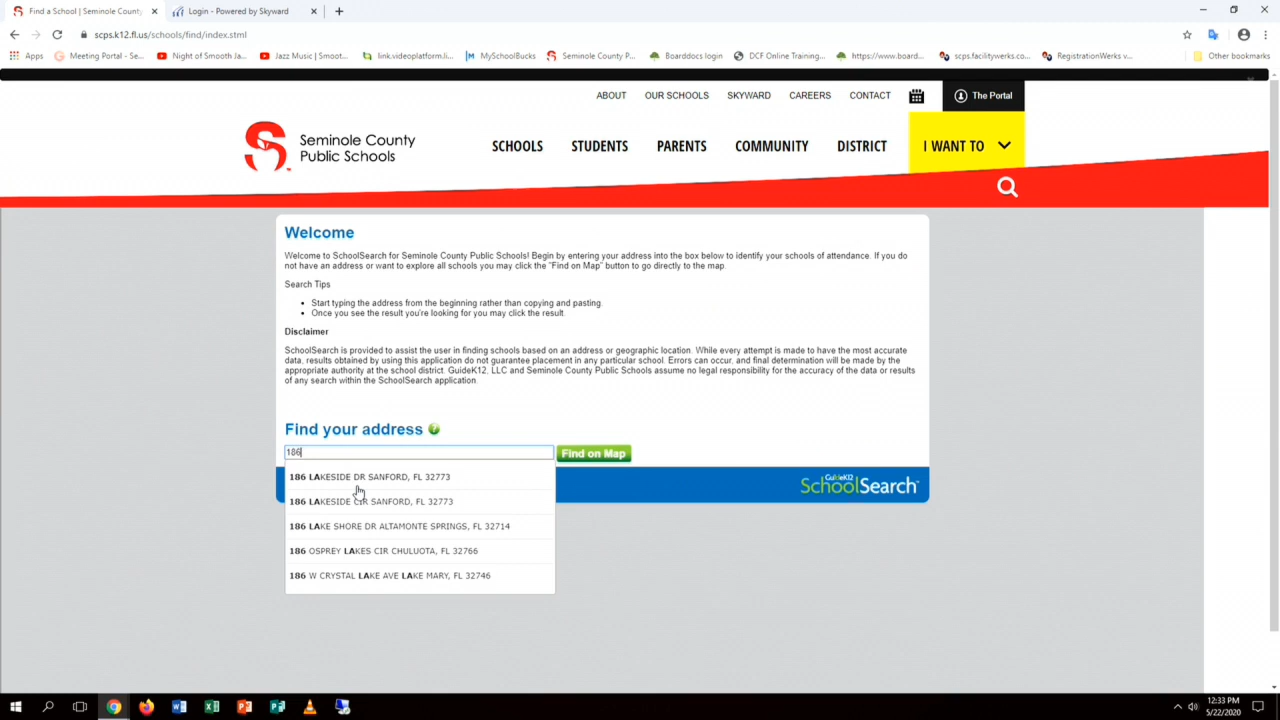 Find a School | Seminole County
Login - Powered by Skyward
scps.k12.fl.us/schools/find/index.stml
Apps
Meeting Portal - Se...
Night of Smooth Ja...
Jazz Music | Smoot...
link.videoplatform.li...
MySchoolBucks
Seminole County P...
Boarddocs login
DCF Online Training...
https://www.board...
scps.facilitywerks.co...
RegistrationWerks v...
Other bookmarks
ABOUT
OUR SCHOOLS
SKYWARD
CAREERS
CONTACT
The Portal
Seminole County
Public Schools
SCHOOLS
STUDENTS
PARENTS
COMMUNITY
DISTRICT
I WANT TO
Welcome
Welcome to SchoolSearch for Seminole County Public Schools! Begin by entering your address into the box below to identify your schools of attendance. If you do
not have an address or want to explore all schools you may click the "Find on Map" button to go directly to the map.
Search Tips
• Start typing the address from the beginning rather than copying and pasting.
• Once you see the result you're looking for you may click the result.
Disclaimer
SchoolSearch is provided to assist the user in finding schools based on an address or geographic location. While every attempt is made to have the most accurate
data, results obtained by using this application do not guarantee placement in any particular school. Errors can occur, and final determination will be made by the
appropriate authority at the school district. GuideK12, LLC and Seminole County Public Schools assume no legal responsibility for the accuracy of the data or results
of any search within the SchoolSearch application.
Find your address ?
186
Find on Map
186 LAKESIDE DR SANFORD, FL 32773
186 LAKESIDE CIR SANFORD, FL 32773
186 LAKE SHORE DR ALTAMONTE SPRINGS, FL 32714
186 OSPREY LAKES CIR CHULUOTA, FL 32766
186 W CRYSTAL LAKE AVE LAKE MARY, FL 32746
GuideK12
SchoolSearch
12:33 PM
5/22/2020